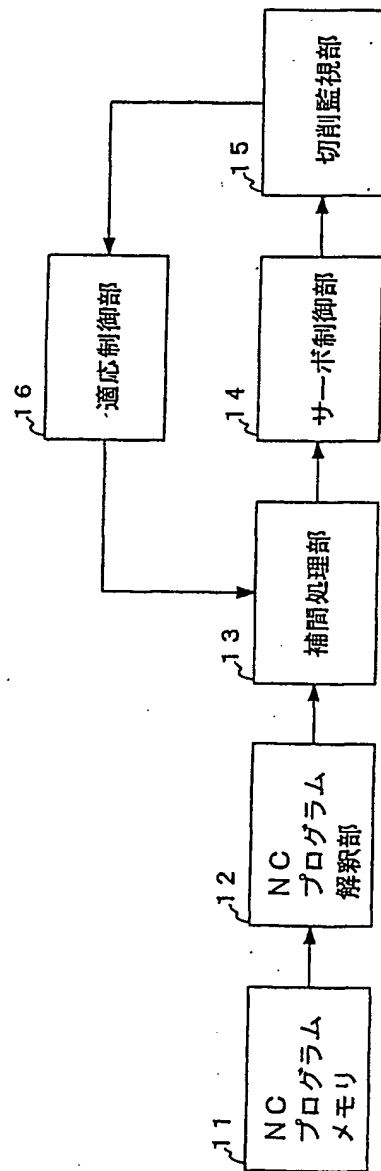 11
NC
プログラム
メモリ
12
NC
プログラム
解釈部
13
補間処理部
14
サーボ制御部
15
切削監視部
16
適応制御部